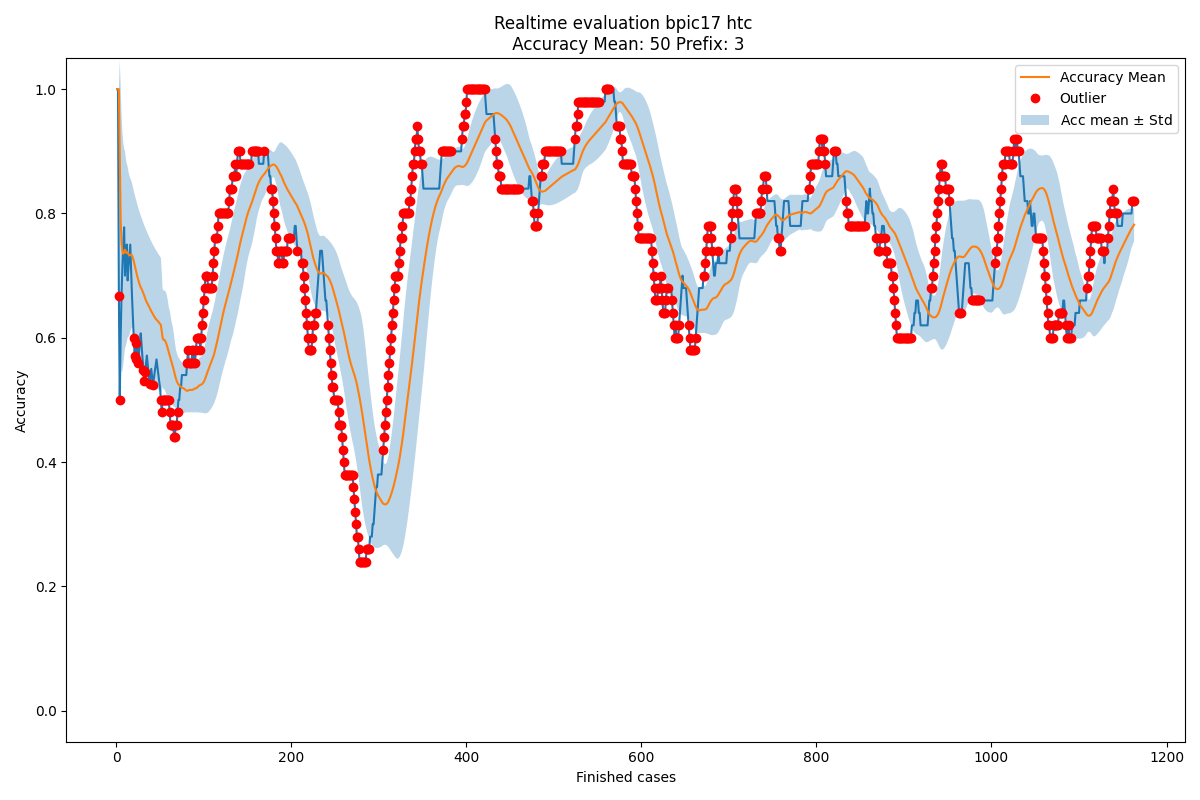 Realtime evaluation bpic17 htc
Accuracy Mean: 50 Prefix: 3
Accuracy Mean
Outlier
Acc mean ± Std
Accuracy
1.0
0.8
0.6
0.4
0.2
0.0
0
200
400
600
800
1000
1200
Finished cases